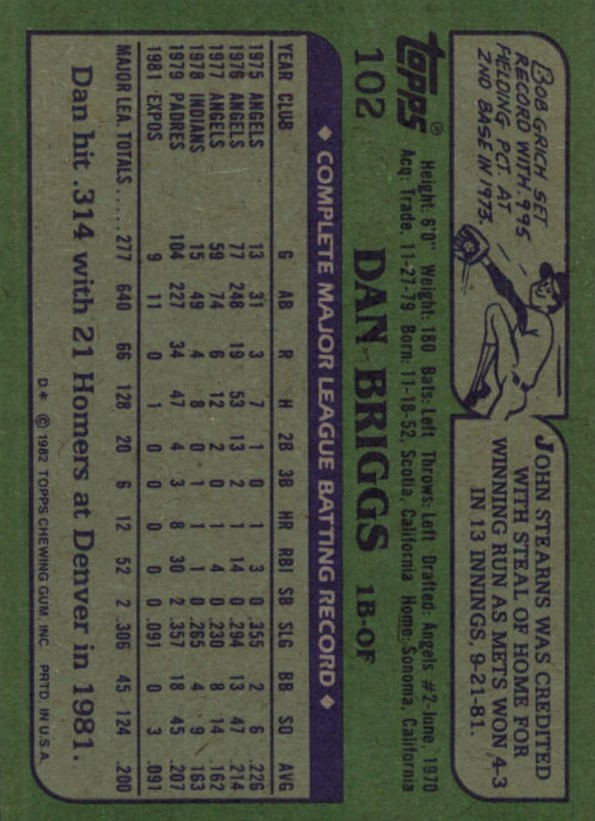 BOB GRICH SET
RECORD WITH .995
FIELDING PCT. AT
2ND BASE IN 1973.
JOHN STEARNS WAS CREDITED
WITH STEAL OF HOME FOR
WINNING RUN AS METS WON 4-3
IN 13 INNINGS, 9-21-81.
topps®
102
Height: 6'0" Weight: 180 Bats: Left Throws: Left Drafted: Angels #2-June, 1970
Acq: Trade, 11-27-79 Born: 11-18-52, Scotia, California Home: Sonoma, California
DAN BRIGGS 1B-OF
◆ COMPLETE MAJOR LEAGUE BATTING RECORD ◆
YEAR CLUB G AB R H 2B 3B HR RBI SB SLG BB SO AVG
1975 ANGELS 13 31 3 7 1 0 1 3 0 .355 2 6 .226
1976 ANGELS 77 248 19 53 13 2 1 14 0 .294 13 47 .214
1977 ANGELS 59 74 6 12 2 0 1 4 0 .230 8 14 .162
1978 INDIANS 15 49 4 8 0 1 1 1 0 .265 4 9 .163
1979 PADRES 104 227 34 47 4 3 8 30 2 .357 18 45 .207
1981 EXPOS 9 11 0 1 0 0 0 0 0 .091 0 3 .091
MAJOR LEA. TOTALS...... 277 640 66 128 20 6 12 52 2 .306 45 124 .200
Dan hit .314 with 21 Homers at Denver in 1981.
D* © 1982 TOPPS CHEWING GUM, INC. PRTD. IN U.S.A.